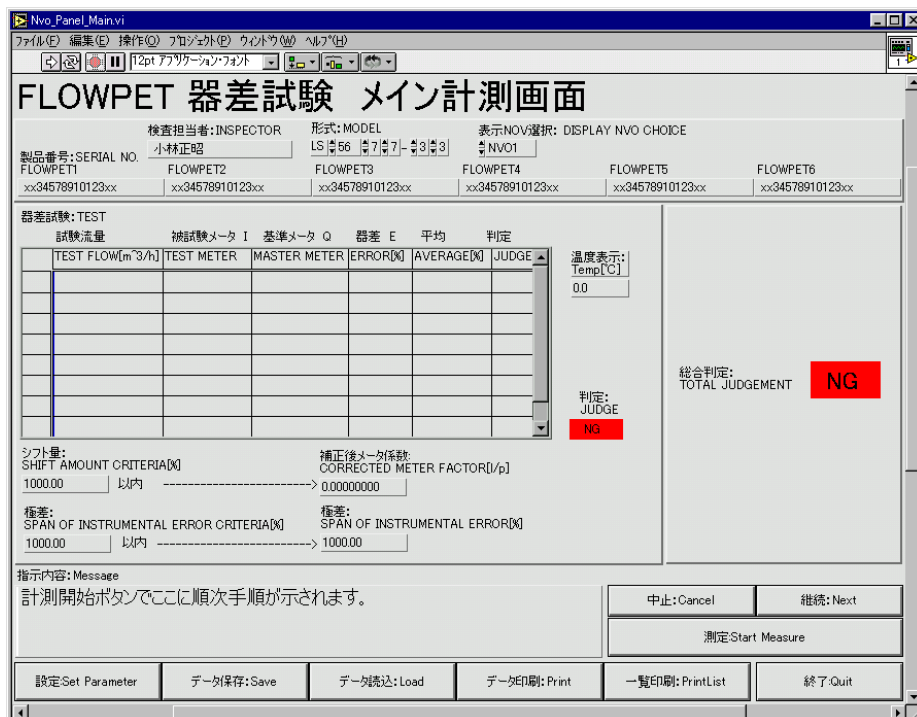 Nvo_Panel_Main.vi
ファイル(F) 編集(E) 操作(O) プロジェクト(P) ウィンドウ(W) ヘルプ(H)
12pt アプリケーション・フォント
1
FLOWPET 器差試験 メイン計測画面
検査担当者:INSPECTOR 形式:MODEL 表示NOV選択: DISPLAY NVO CHOICE
小林正昭 LS 56 7 7 - 3 3 NVO1
製品番号:SERIAL NO.
FLOWPET1 FLOWPET2 FLOWPET3 FLOWPET4 FLOWPET5 FLOWPET6
xx34578910123xx xx34578910123xx xx34578910123xx xx34578910123xx xx34578910123xx xx34578910123xx
器差試験:TEST
試験流量 被試験メータ I 基準メータ Q 器差 E 平均 判定
TEST FLOW[m^3/h] TEST METER MASTER METER ERROR[%] AVERAGE[%] JUDGE
温度表示:
Temp[℃]
0.0
総合判定:
TOTAL JUDGEMENT NG
判定:
JUDGE
NG
シフト量:
SHIFT AMOUNT CRITERIA[%]
1000.00 以内 ------------------------->
補正後メータ係数:
CORRECTED METER FACTOR[l/p]
0.00000000
極差:
SPAN OF INSTRUMENTAL ERROR CRITERIA[%]
1000.00 以内 ------------------------->
極差:
SPAN OF INSTRUMENTAL ERROR[%]
1000.00
指示内容:Message
計測開始ボタンでここに順次手順が示されます。
中止:Cancel 継続:Next
測定:Start Measure
設定:Set Parameter データ保存:Save データ読込:Load データ印刷:Print 一覧印刷:PrintList 終了:Quit